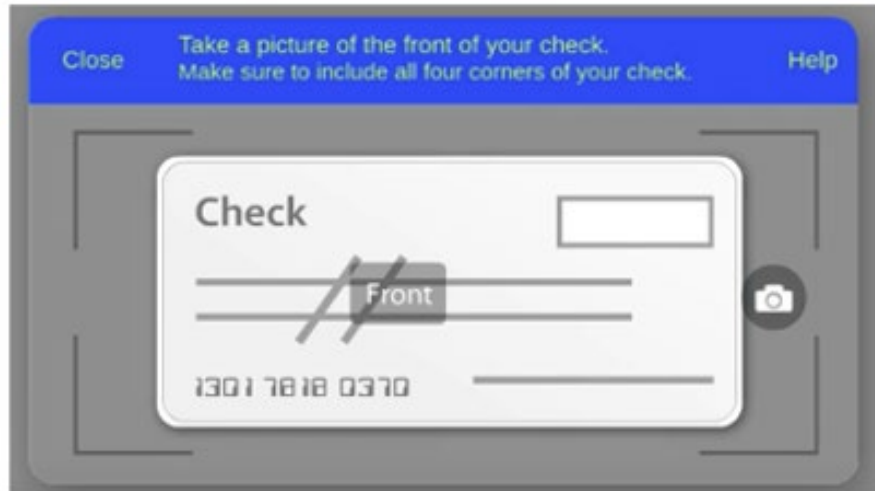 Close
Take a picture of the front of your check.
Make sure to include all four corners of your check.
Help
Check
Front
1301 7818 0370